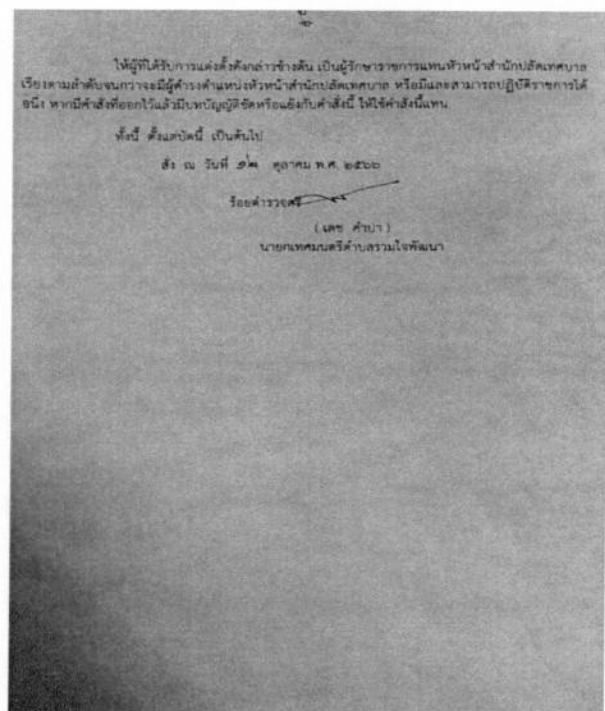 ให้ผู้ที่ได้รับการแต่งตั้งดังกล่าวข้างต้น เป็นผู้รักษาราชการแทนหัวหน้าสำนักปลัดเทศบาล
เรียงตามลำดับจนกว่าจะมีผู้ดำรงตำแหน่งหัวหน้าสำนักปลัดเทศบาล หรือมีและสามารถปฏิบัติราชการได้
อนึ่ง หากมีคำสั่งที่ออกไว้แล้วมีบทบัญญัติขัดหรือแย้งกับคำสั่งนี้ ให้ใช้คำสั่งนี้แทน
ทั้งนี้ ตั้งแต่บัดนี้ เป็นต้นไป
สั่ง ณ วันที่ ๑๒ ตุลาคม พ.ศ. ๒๕๖๖
ร้อยตำรวจตรี
( เดช คำเปา )
นายกเทศมนตรีตำบลรวมใจพัฒนา